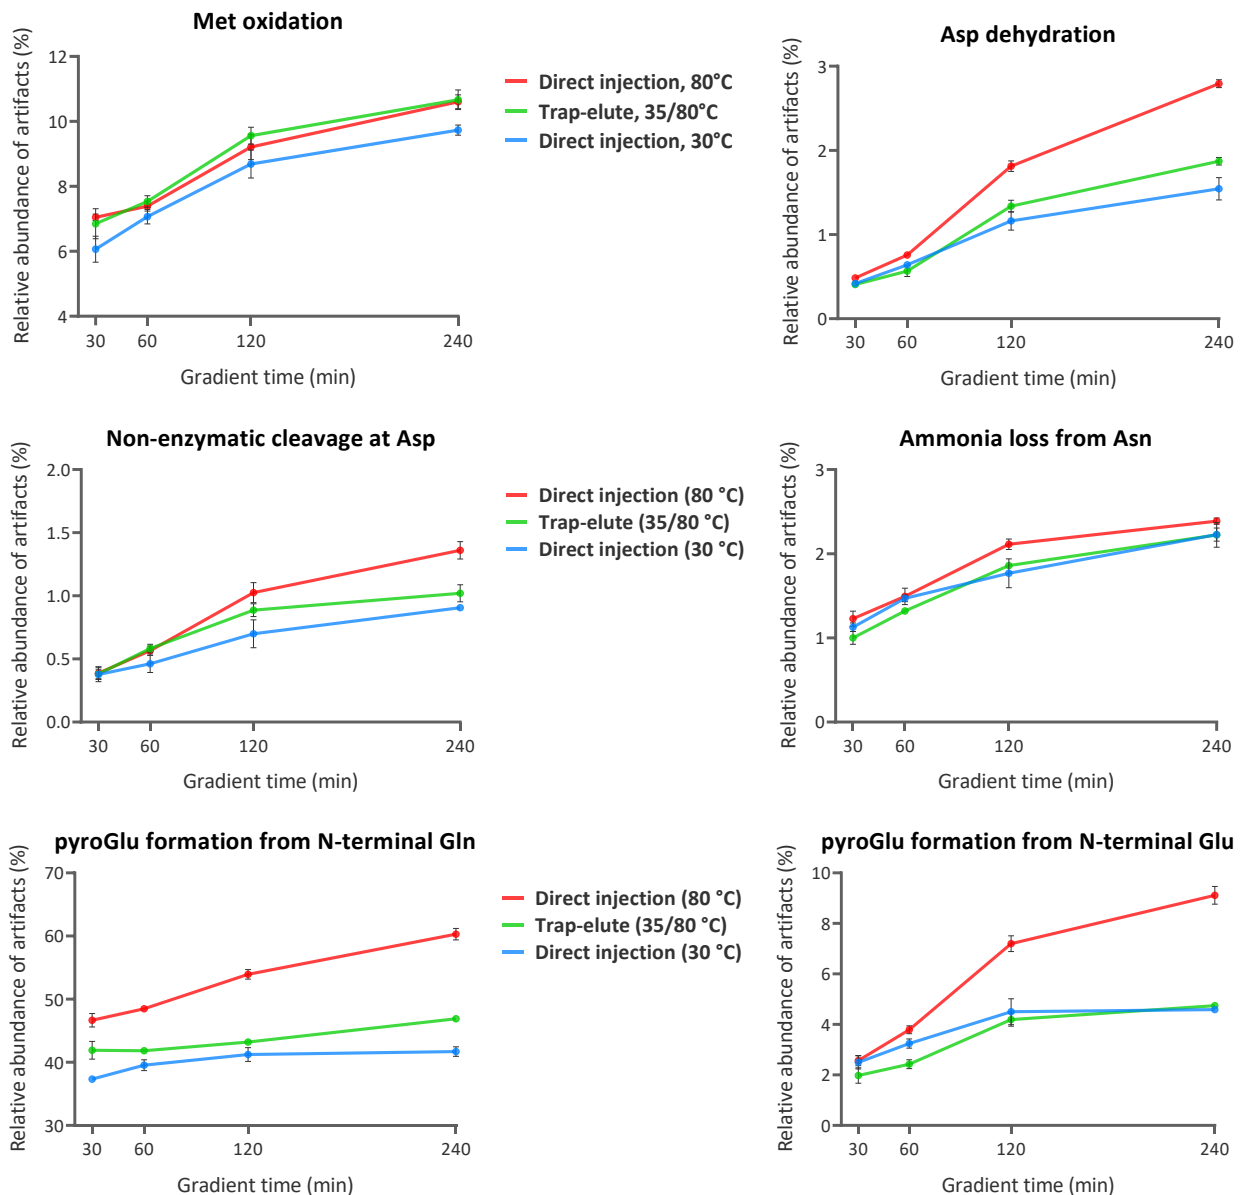 Met oxidation
Relative abundance of artifacts (%)
12
10
8
6
4
30 60 120 240
Gradient time (min)
Direct injection, 80°C
Trap-elute, 35/80°C
Direct injection, 30°C
Asp dehydration
Relative abundance of artifacts (%)
3
2
1
0
30 60 120 240
Gradient time (min)
Non-enzymatic cleavage at Asp
Relative abundance of artifacts (%)
2.0
1.5
1.0
0.5
0.0
30 60 120 240
Gradient time (min)
Direct injection (80 °C)
Trap-elute (35/80 °C)
Direct injection (30 °C)
Ammonia loss from Asn
Relative abundance of artifacts (%)
3
2
1
0
30 60 120 240
Gradient time (min)
pyroGlu formation from N-terminal Gln
Relative abundance of artifacts (%)
70
60
50
40
30
30 60 120 240
Gradient time (min)
Direct injection (80 °C)
Trap-elute (35/80 °C)
Direct injection (30 °C)
pyroGlu formation from N-terminal Glu
Relative abundance of artifacts (%)
10
8
6
4
2
0
30 60 120 240
Gradient time (min)